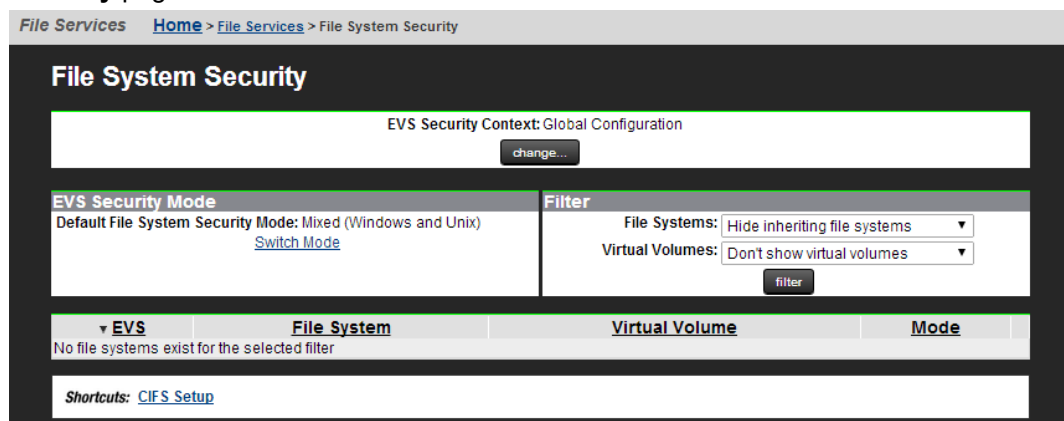 File Services Home > File Services > File System Security
File System Security
EVS Security Context: Global Configuration
change...
EVS Security Mode
Default File System Security Mode: Mixed (Windows and Unix)
Switch Mode
Filter
File Systems: Hide inheriting file systems
Virtual Volumes: Don't show virtual volumes
filter
EVS File System Virtual Volume Mode
No file systems exist for the selected filter
Shortcuts: CIFS Setup